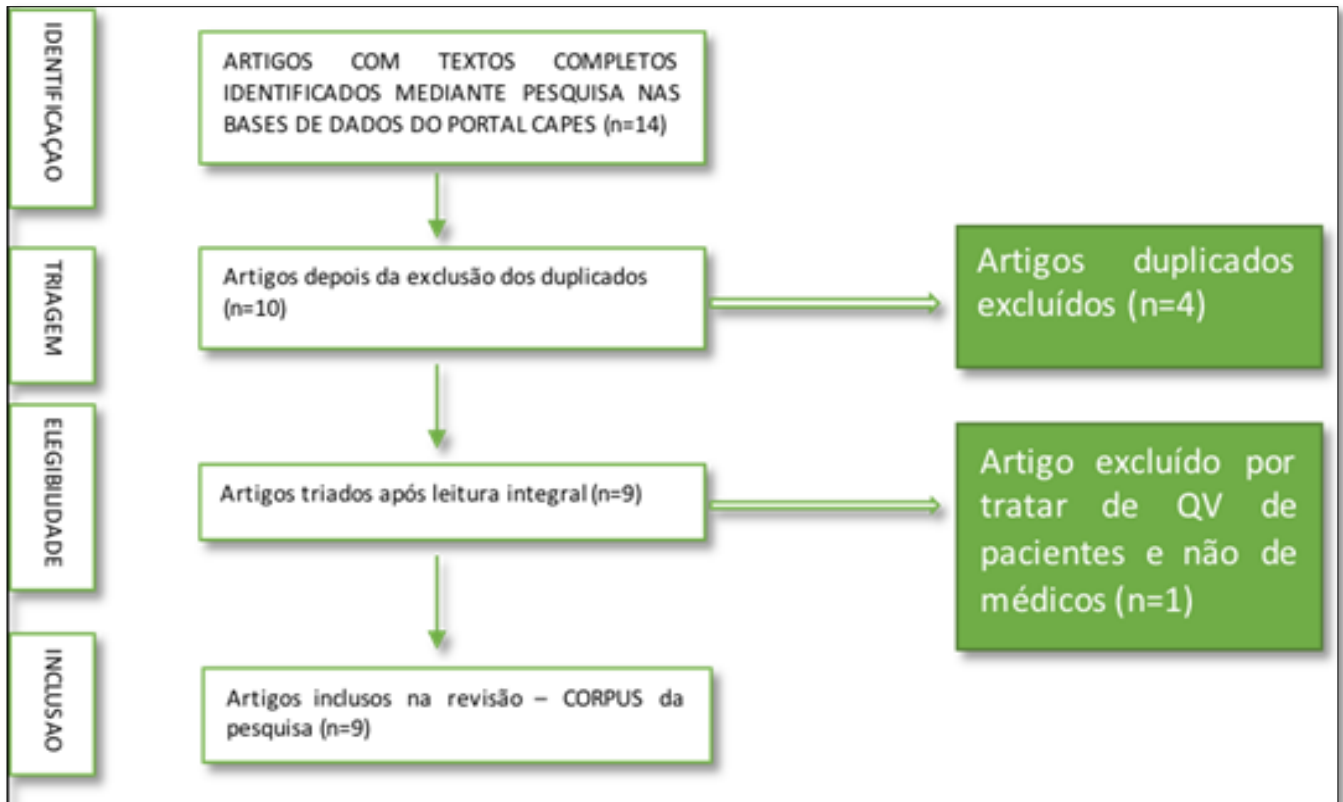 IDENTIFICAÇAO
ARTIGOS COM TEXTOS COMPLETOS
IDENTIFICADOS MEDIANTE PESQUISA NAS
BASES DE DADOS DO PORTAL CAPES (n=14)
TRIAGEM
Artigos depois da exclusão dos duplicados
(n=10)
Artigos duplicados
excluídos (n=4)
ELEGIBILIDADE
Artigos triados após leitura integral (n=9)
Artigo excluído por
tratar de QV de
pacientes e não de
médicos (n=1)
INCLUSAO
Artigos inclusos na revisão – CORPUS da
pesquisa (n=9)